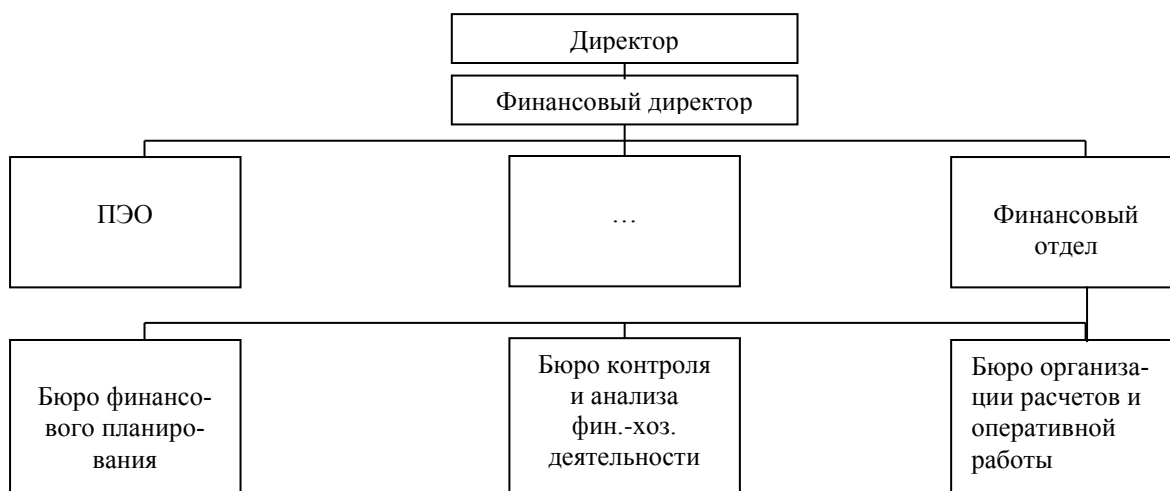 Директор
Финансовый директор
ПЭО
…
Финансовый
отдел
Бюро финансо-
вого планиро-
вания
Бюро контроля
и анализа
фин.-хоз.
деятельности
Бюро организа-
ции расчетов и
оперативной
работы